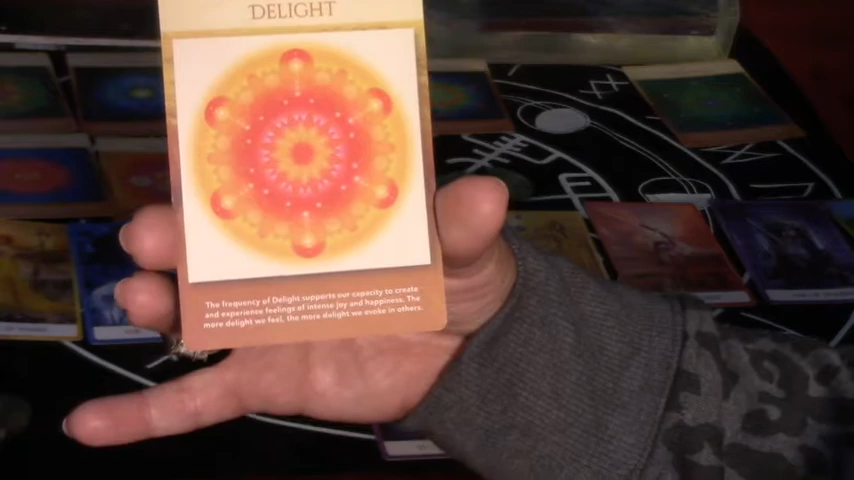 DELIGHT
The frequency of Delight supports our capacity to create
and experience feelings of intense joy and happiness. The
more delight we feel, the more delight we evoke in others.